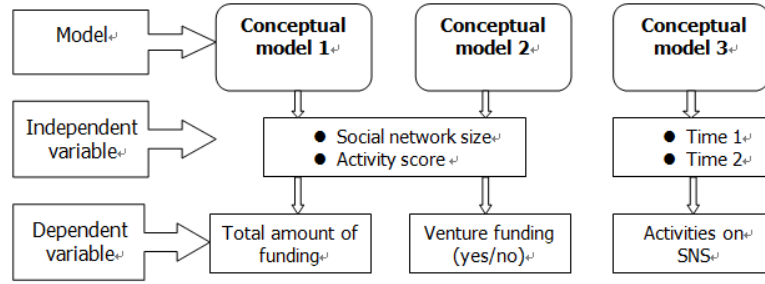 Model
Conceptual
model 1
Conceptual
model 2
Conceptual
model 3
Independent
variable
● Social network size
● Activity score
● Time 1
● Time 2
Dependent
variable
Total amount of
funding
Venture funding
(yes/no)
Activities on
SNS